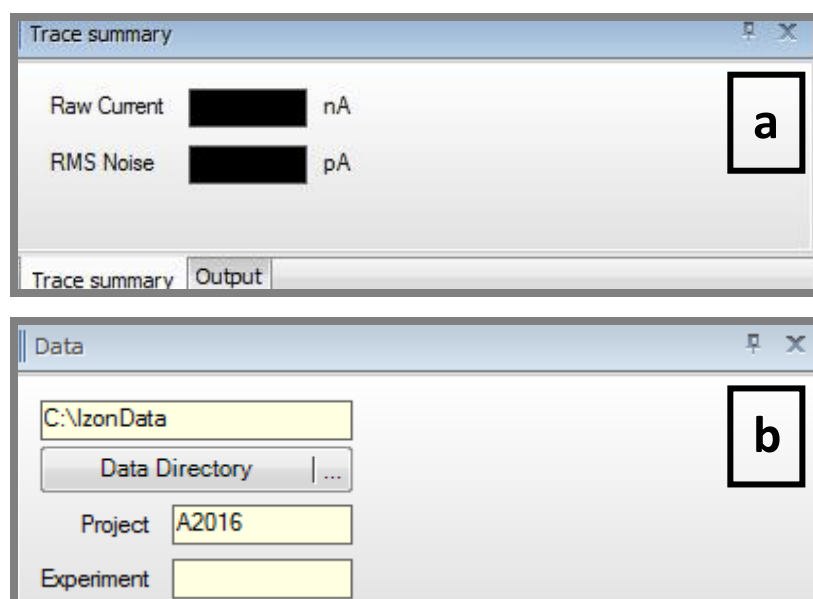 Trace summary
Raw Current nA
a
RMS Noise pA
Trace summary Output
Data
C:\IzonData
b
Data Directory ...
Project A2016
Experiment